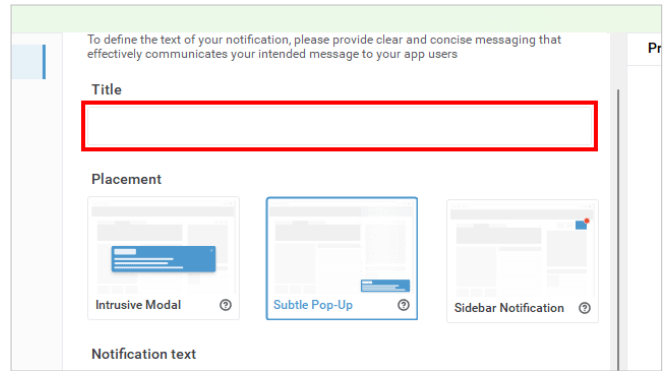 To define the text of your notification, please provide clear and concise messaging that
effectively communicates your intended message to your app users
Title
Placement
Intrusive Modal
Subtle Pop-Up
Sidebar Notification
Notification text
Pr